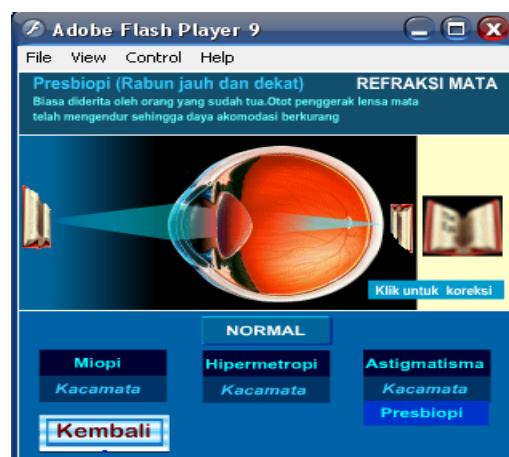 Adobe Flash Player 9
File View Control Help
Presbiopi (Rabun jauh dan dekat) REFRAKSI MATA
Biasa diderita oleh orang yang sudah tua.Otot penggerak lensa mata
telah mengendur sehingga daya akomodasi berkurang
Klik untuk koreksi
NORMAL
Miopi Hipermetropi Astigmatisma
Kacamata Kacamata Kacamata
Presbiopi
Kembali